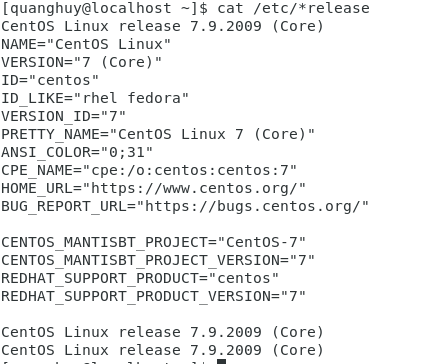 [quanghuy@localhost ~]$ cat /etc/*release
CentOS Linux release 7.9.2009 (Core)
NAME="CentOS Linux"
VERSION="7 (Core)"
ID="centos"
ID_LIKE="rhel fedora"
VERSION_ID="7"
PRETTY_NAME="CentOS Linux 7 (Core)"
ANSI_COLOR="0;31"
CPE_NAME="cpe:/o:centos:centos:7"
HOME_URL="https://www.centos.org/"
BUG_REPORT_URL="https://bugs.centos.org/"

CENTOS_MANTISBT_PROJECT="CentOS-7"
CENTOS_MANTISBT_PROJECT_VERSION="7"
REDHAT_SUPPORT_PRODUCT="centos"
REDHAT_SUPPORT_PRODUCT_VERSION="7"

CentOS Linux release 7.9.2009 (Core)
CentOS Linux release 7.9.2009 (Core)